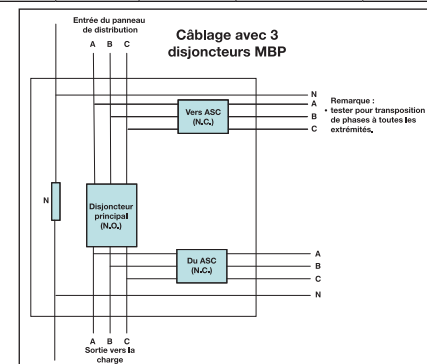 Entrée du panneau
de distribution
A B C
Câblage avec 3
disjoncteurs MBP
N
A
B
C
Vers ASC
(N.C.)
Remarque :
• tester pour transposition
de phases à toutes les
extrémités.
N
Disjoncteur
principal
(N.O.)
Du ASC
(N.C.)
A
B
C
N
A B C
Sortie vers la
charge